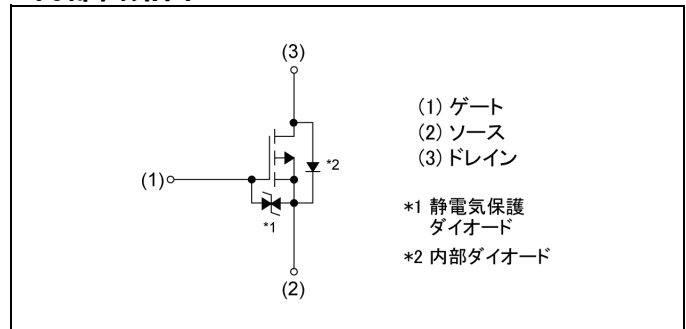 (3)
(1)
*2
*1
(2)
(1) ゲート
(2) ソース
(3) ドレイン
*1 静電気保護
ダイオード
*2 内部ダイオード